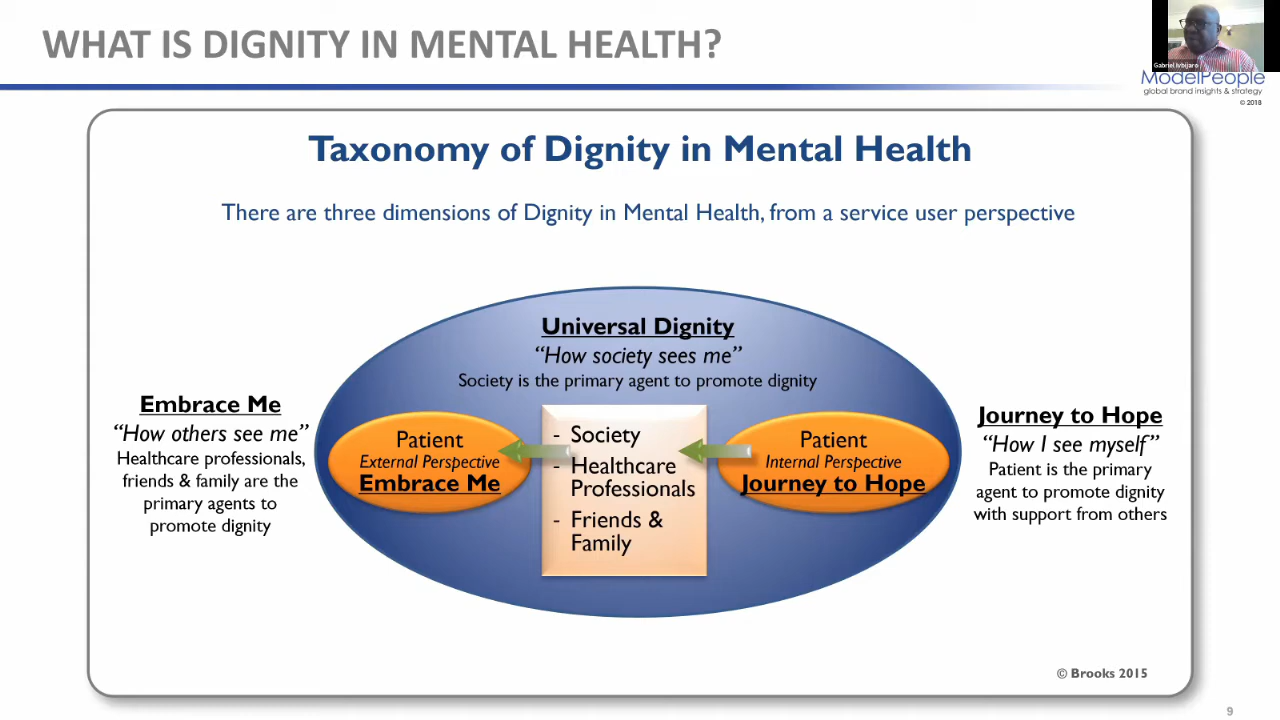 WHAT IS DIGNITY IN MENTAL HEALTH?
Gabriel Ivbijaro
ModelPeople
global brand insights & strategy
© 2018
Taxonomy of Dignity in Mental Health
There are three dimensions of Dignity in Mental Health, from a service user perspective
Universal Dignity
“How society sees me”
Society is the primary agent to promote dignity
Embrace Me
“How others see me”
Healthcare professionals,
friends & family are the
primary agents to
promote dignity
Patient
External Perspective
Embrace Me
- Society
- Healthcare
Professionals
- Friends &
Family
Patient
Internal Perspective
Journey to Hope
Journey to Hope
“How I see myself”
Patient is the primary
agent to promote dignity
with support from others
© Brooks 2015
9